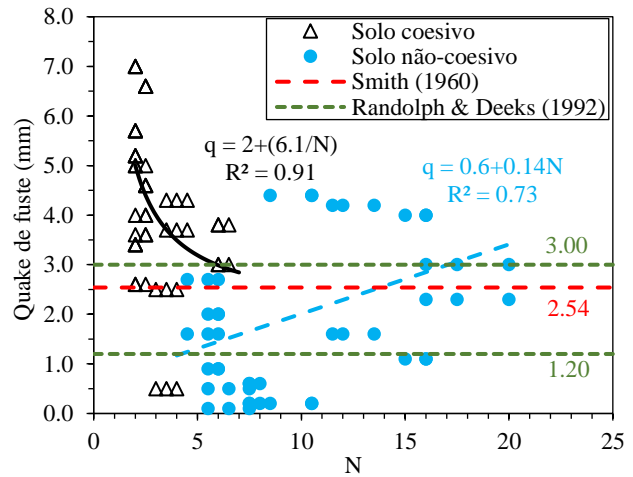 Solo coesivo
Solo não-coesivo
Smith (1960)
Randolph & Deeks (1992)
8.0
7.0
6.0
5.0
4.0
3.0
2.0
1.0
0.0
Quake de fuste (mm)
q = 2+(6.1/N)
R² = 0.91
q = 0.6+0.14N
R² = 0.73
3.00
2.54
1.20
0 5 10 15 20 25
N